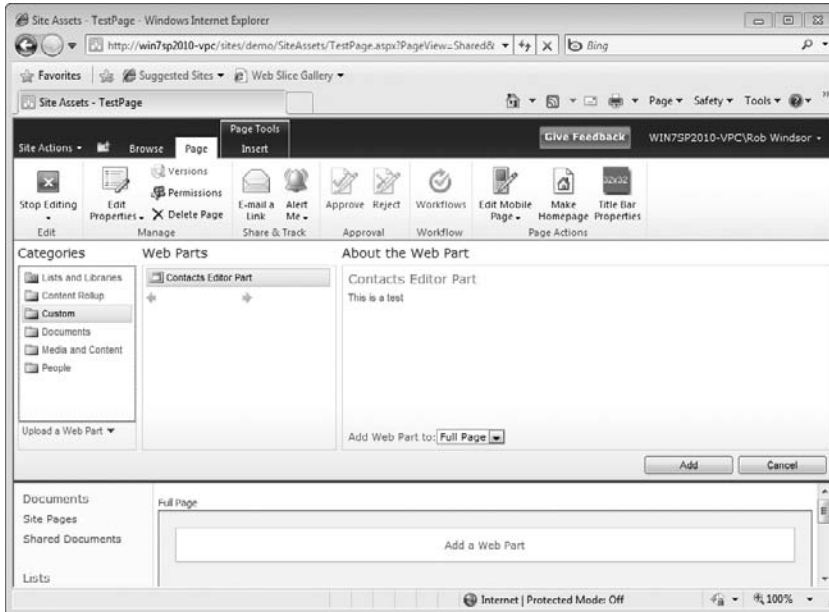 Site Assets - TestPage - Windows Internet Explorer
http://win7sp2010-vpc/sites/demo/SiteAssets/TestPage.aspx?PageView=Shared&
Bing
Favorites Suggested Sites Web Slice Gallery
Site Assets - TestPage
Page Safety Tools
Page Tools
Give Feedback WIN7SP2010-VPC\Rob Windsor
Site Actions Browse Page Insert
Stop Editing
Edit Properties
Versions
Permissions
Delete Page
E-mail a Link
Alert Me
Approve Reject
Workflows
Edit Mobile Page
Make Homepage
32x32
Title Bar Properties
Edit Manage Share & Track Approval Workflow Page Actions
Categories Web Parts About the Web Part
Lists and Libraries
Content Rollup
Custom
Documents
Media and Content
People
Upload a Web Part
Contacts Editor Part
Contacts Editor Part
This is a test
Add Web Part to: Full Page
Add Cancel
Documents
Site Pages
Shared Documents
Lists
Full Page
Add a Web Part
Internet | Protected Mode: Off 100%